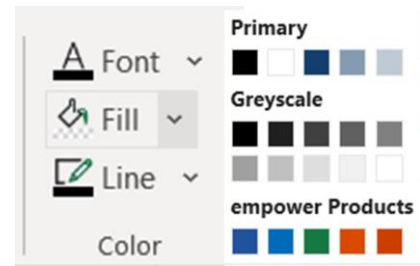 Font
Fill
Line
Color
Primary
Greyscale
empower Products